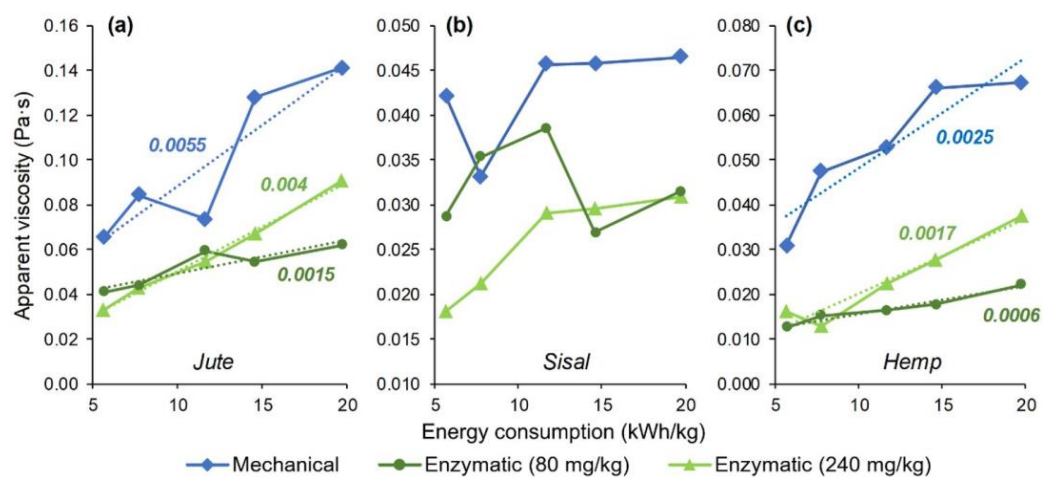 (a)
(b)
(c)
Apparent viscosity (Pa·s)
0.16
0.14
0.12
0.10
0.08
0.06
0.04
0.02
0.00
0.0055
0.004
0.0015
Jute
5 10 15 20
0.050
0.045
0.040
0.035
0.030
0.025
0.020
0.015
0.010
Sisal
5 10 15 20
0.080
0.070
0.060
0.050
0.040
0.030
0.020
0.010
0.000
0.0025
0.0017
0.0006
Hemp
5 10 15 20
Energy consumption (kWh/kg)
Mechanical Enzymatic (80 mg/kg) Enzymatic (240 mg/kg)